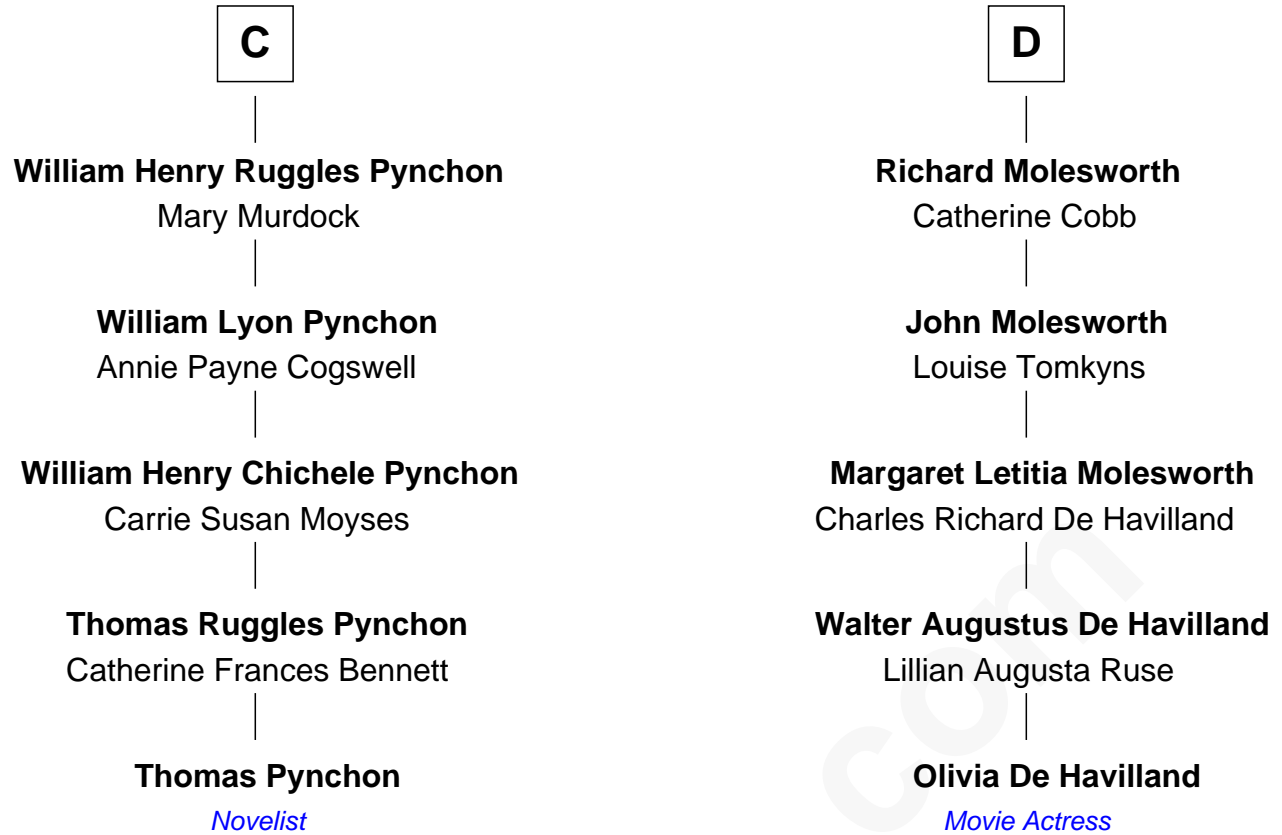 C
William Henry Ruggles Pynchon
Mary Murdock
William Lyon Pynchon
Annie Payne Cogswell
William Henry Chichele Pynchon
Carrie Susan Moyses
Thomas Ruggles Pynchon
Catherine Frances Bennett
Thomas Pynchon
Novelist
D
Richard Molesworth
Catherine Cobb
John Molesworth
Louise Tomkyns
Margaret Letitia Molesworth
Charles Richard De Havilland
Walter Augustus De Havilland
Lillian Augusta Ruse
Olivia De Havilland
Movie Actress
com